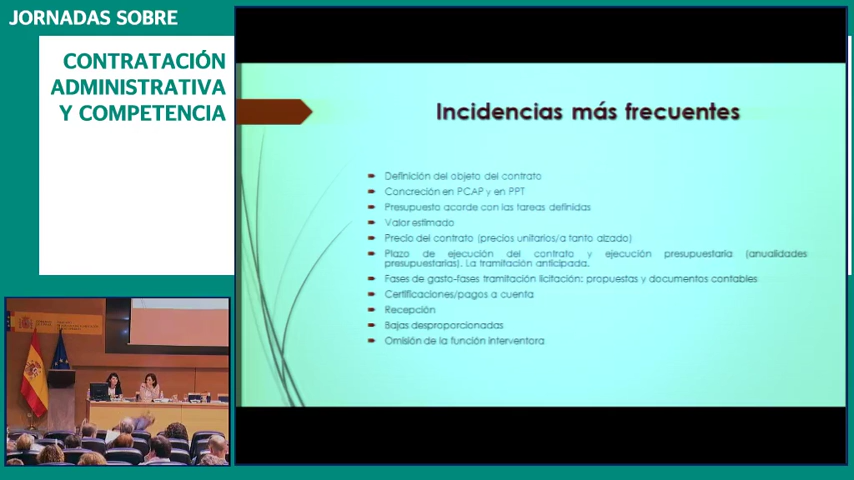 JORNADAS SOBRE
CONTRATACIÓN
ADMINISTRATIVA
Y COMPETENCIA
Incidencias más frecuentes
Definición del objeto del contrato
Concreción en PCAP y en PPT
Presupuesto acorde con las tareas definidas
Valor estimado
Precio del contrato (precios unitarios/a tanto alzado)
Plazo de ejecución del contrato y ejecución presupuestaria (anualidades
presupuestarias). La tramitación anticipada.
Fases de gasto-fases tramitación licitación: propuestas y documentos contables
Certificaciones/pagos a cuenta
Recepción
Bajas desproporcionadas
Omisión de la función interventora